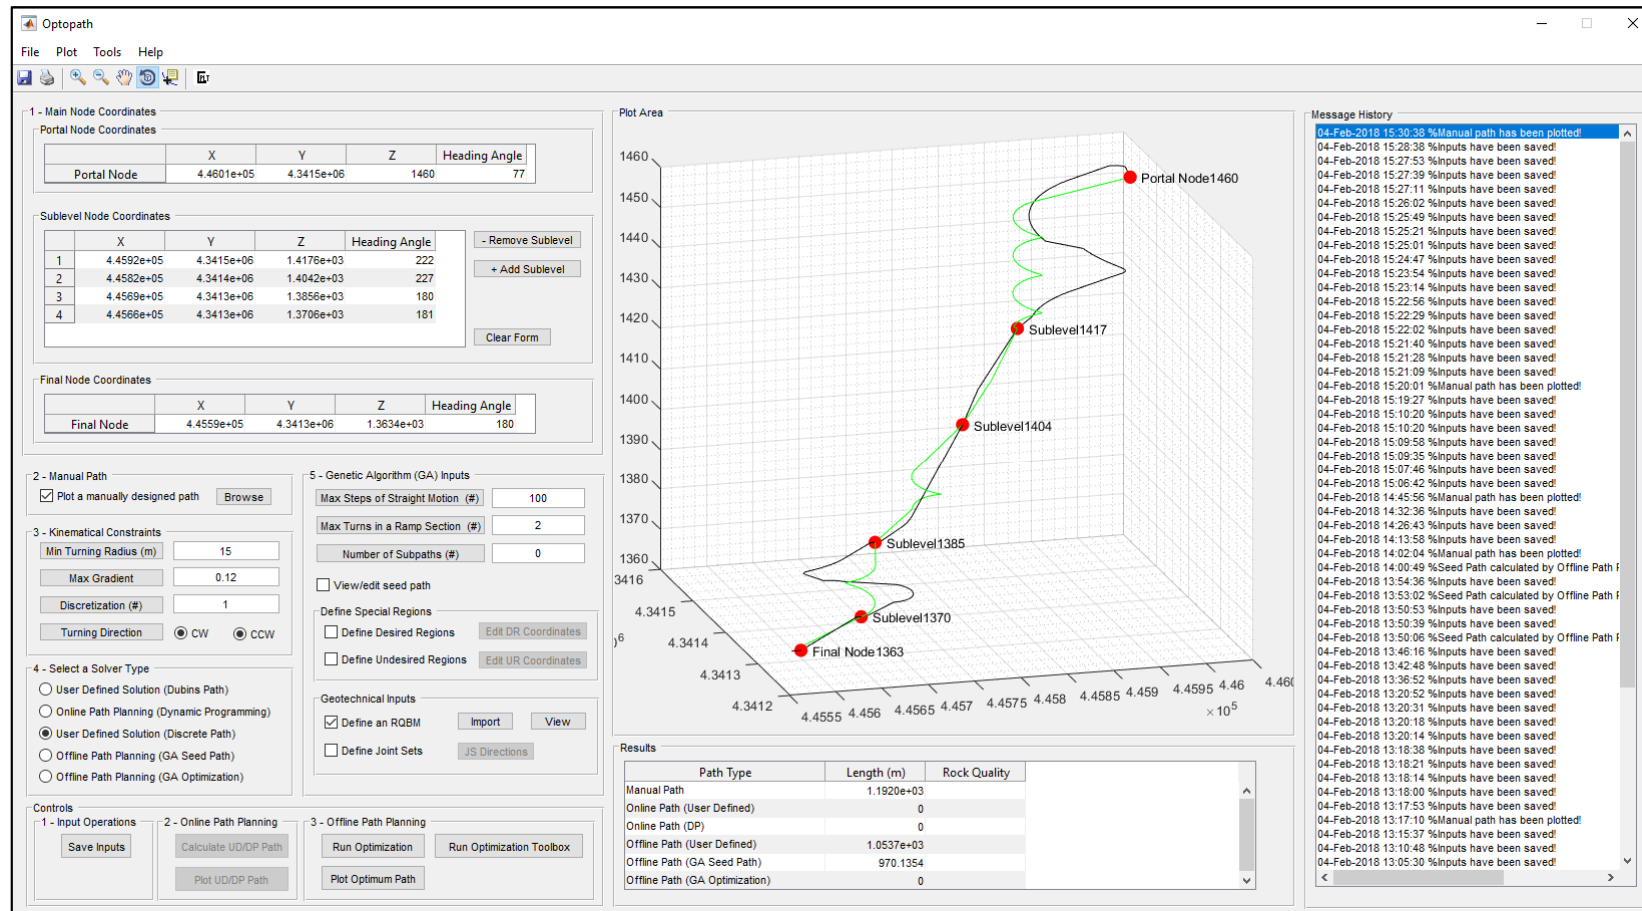 Optopath
File Plot Tools Help
1 - Main Node Coordinates
Portal Node Coordinates
X Y Z Heading Angle
Portal Node 4.4601e+05 4.3415e+06 1460 77
Sublevel Node Coordinates
X Y Z Heading Angle
1 4.4592e+05 4.3415e+06 1.4176e+03 222
2 4.4582e+05 4.3414e+06 1.4042e+03 227
3 4.4569e+05 4.3413e+06 1.3856e+03 180
4 4.4566e+05 4.3413e+06 1.3706e+03 181
- Remove Sublevel
+ Add Sublevel
Clear Form
Final Node Coordinates
X Y Z Heading Angle
Final Node 4.4559e+05 4.3413e+06 1.3634e+03 180
2 - Manual Path
Plot a manually designed path Browse
3 - Kinematical Constraints
Min Turning Radius (m) 15
Max Gradient 0.12
Discretization (#) 1
Turning Direction CW CCW
4 - Select a Solver Type
User Defined Solution (Dubins Path)
Online Path Planning (Dynamic Programming)
User Defined Solution (Discrete Path)
Offline Path Planning (GA Seed Path)
Offline Path Planning (GA Optimization)
5 - Genetic Algorithm (GA) Inputs
Max Steps of Straight Motion (#) 100
Max Turns in a Ramp Section (#) 2
Number of Subpaths (#) 0
View/edit seed path
Define Special Regions
Define Desired Regions Edit DR Coordinates
Define Undesired Regions Edit UR Coordinates
Geotechnical Inputs
Define an RQBM Import View
Define Joint Sets JS Directions
Controls
1 - Input Operations
Save Inputs
2 - Online Path Planning
Calculate UD/DP Path
Plot UD/DP Path
3 - Offline Path Planning
Run Optimization Run Optimization Toolbox
Plot Optimum Path
Plot Area
1460
1450
1440
1430
1420
1410
1400
1390
1380
1370
1360
Portal Node1460
Sublevel1417
Sublevel1404
Sublevel1385
Sublevel1370
Final Node1363
.3416
4.3415
4.3414
4.3413
4.3412
4.4555 4.456 4.4565 4.457 4.4575 4.458 4.4585 4.459 4.4595 4.46 4.460
× 10⁵
Results
Path Type Length (m) Rock Quality
Manual Path 1.1920e+03
Online Path (User Defined) 0
Online Path (DP) 0
Offline Path (User Defined) 1.0537e+03
Offline Path (GA Seed Path) 970.1354
Offline Path (GA Optimization) 0
Message History
04-Feb-2018 15:30:38 %Manual path has been plotted!
04-Feb-2018 15:28:38 %Inputs have been saved!
04-Feb-2018 15:27:53 %Inputs have been saved!
04-Feb-2018 15:27:39 %Inputs have been saved!
04-Feb-2018 15:27:11 %Inputs have been saved!
04-Feb-2018 15:26:02 %Inputs have been saved!
04-Feb-2018 15:25:49 %Inputs have been saved!
04-Feb-2018 15:25:21 %Inputs have been saved!
04-Feb-2018 15:25:01 %Inputs have been saved!
04-Feb-2018 15:24:47 %Inputs have been saved!
04-Feb-2018 15:23:54 %Inputs have been saved!
04-Feb-2018 15:23:14 %Inputs have been saved!
04-Feb-2018 15:22:56 %Inputs have been saved!
04-Feb-2018 15:22:29 %Inputs have been saved!
04-Feb-2018 15:22:02 %Inputs have been saved!
04-Feb-2018 15:21:40 %Inputs have been saved!
04-Feb-2018 15:21:28 %Inputs have been saved!
04-Feb-2018 15:21:09 %Inputs have been saved!
04-Feb-2018 15:20:01 %Manual path has been plotted!
04-Feb-2018 15:19:27 %Inputs have been saved!
04-Feb-2018 15:10:20 %Inputs have been saved!
04-Feb-2018 15:10:20 %Inputs have been saved!
04-Feb-2018 15:09:58 %Inputs have been saved!
04-Feb-2018 15:09:35 %Inputs have been saved!
04-Feb-2018 15:07:46 %Inputs have been saved!
04-Feb-2018 15:06:42 %Inputs have been saved!
04-Feb-2018 14:45:56 %Manual path has been plotted!
04-Feb-2018 14:32:36 %Inputs have been saved!
04-Feb-2018 14:26:43 %Inputs have been saved!
04-Feb-2018 14:13:58 %Inputs have been saved!
04-Feb-2018 14:02:04 %Manual path has been plotted!
04-Feb-2018 14:00:49 %Seed Path calculated by Offline Path F
04-Feb-2018 13:54:36 %Inputs have been saved!
04-Feb-2018 13:53:02 %Seed Path calculated by Offline Path F
04-Feb-2018 13:50:53 %Inputs have been saved!
04-Feb-2018 13:50:39 %Inputs have been saved!
04-Feb-2018 13:50:06 %Seed Path calculated by Offline Path F
04-Feb-2018 13:46:16 %Inputs have been saved!
04-Feb-2018 13:42:48 %Inputs have been saved!
04-Feb-2018 13:36:52 %Inputs have been saved!
04-Feb-2018 13:20:52 %Inputs have been saved!
04-Feb-2018 13:20:31 %Inputs have been saved!
04-Feb-2018 13:20:18 %Inputs have been saved!
04-Feb-2018 13:20:14 %Inputs have been saved!
04-Feb-2018 13:18:38 %Inputs have been saved!
04-Feb-2018 13:18:21 %Inputs have been saved!
04-Feb-2018 13:18:14 %Inputs have been saved!
04-Feb-2018 13:18:00 %Inputs have been saved!
04-Feb-2018 13:17:53 %Inputs have been saved!
04-Feb-2018 13:17:10 %Manual path has been plotted!
04-Feb-2018 13:15:37 %Inputs have been saved!
04-Feb-2018 13:10:48 %Inputs have been saved!
04-Feb-2018 13:05:30 %Inputs have been saved!